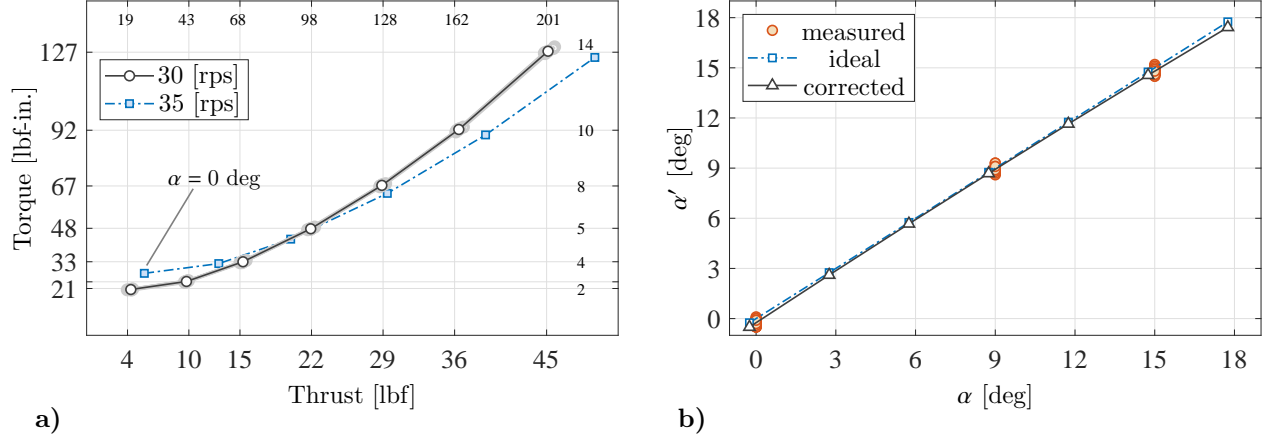 19 43 68 98 128 162 201
127
92
67
48
33
21
14
10
8
5
4
2
30 [rps]
35 [rps]
α = 0 deg
4 10 15 22 29 36 45
Thrust [lbf]
Torque [lbf-in.]
a)
measured
ideal
corrected
18
15
12
9
6
3
0
0 3 6 9 12 15 18
α [deg]
α′ [deg]
b)